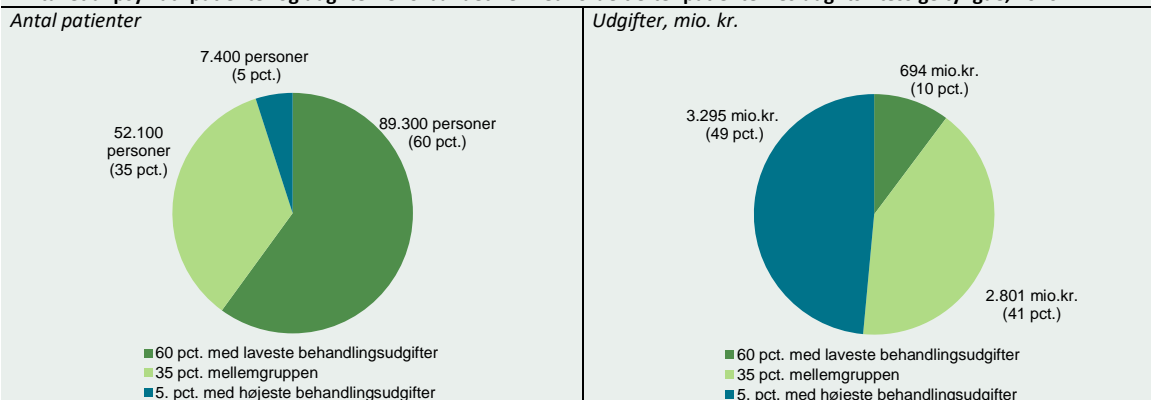 Antal patienter
7.400 personer
(5 pct.)
89.300 personer
(60 pct.)
52.100
personer
(35 pct.)
60 pct. med laveste behandlingsudgifter
35 pct. mellemgruppen
5. pct. med højeste behandlingsudgifter
Udgifter, mio. kr.
694 mio.kr.
(10 pct.)
3.295 mio.kr.
(49 pct.)
2.801 mio.kr.
(41 pct.)
60 pct. med laveste behandlingsudgifter
35 pct. mellemgruppen
5. pct. med højeste behandlingsudgifter